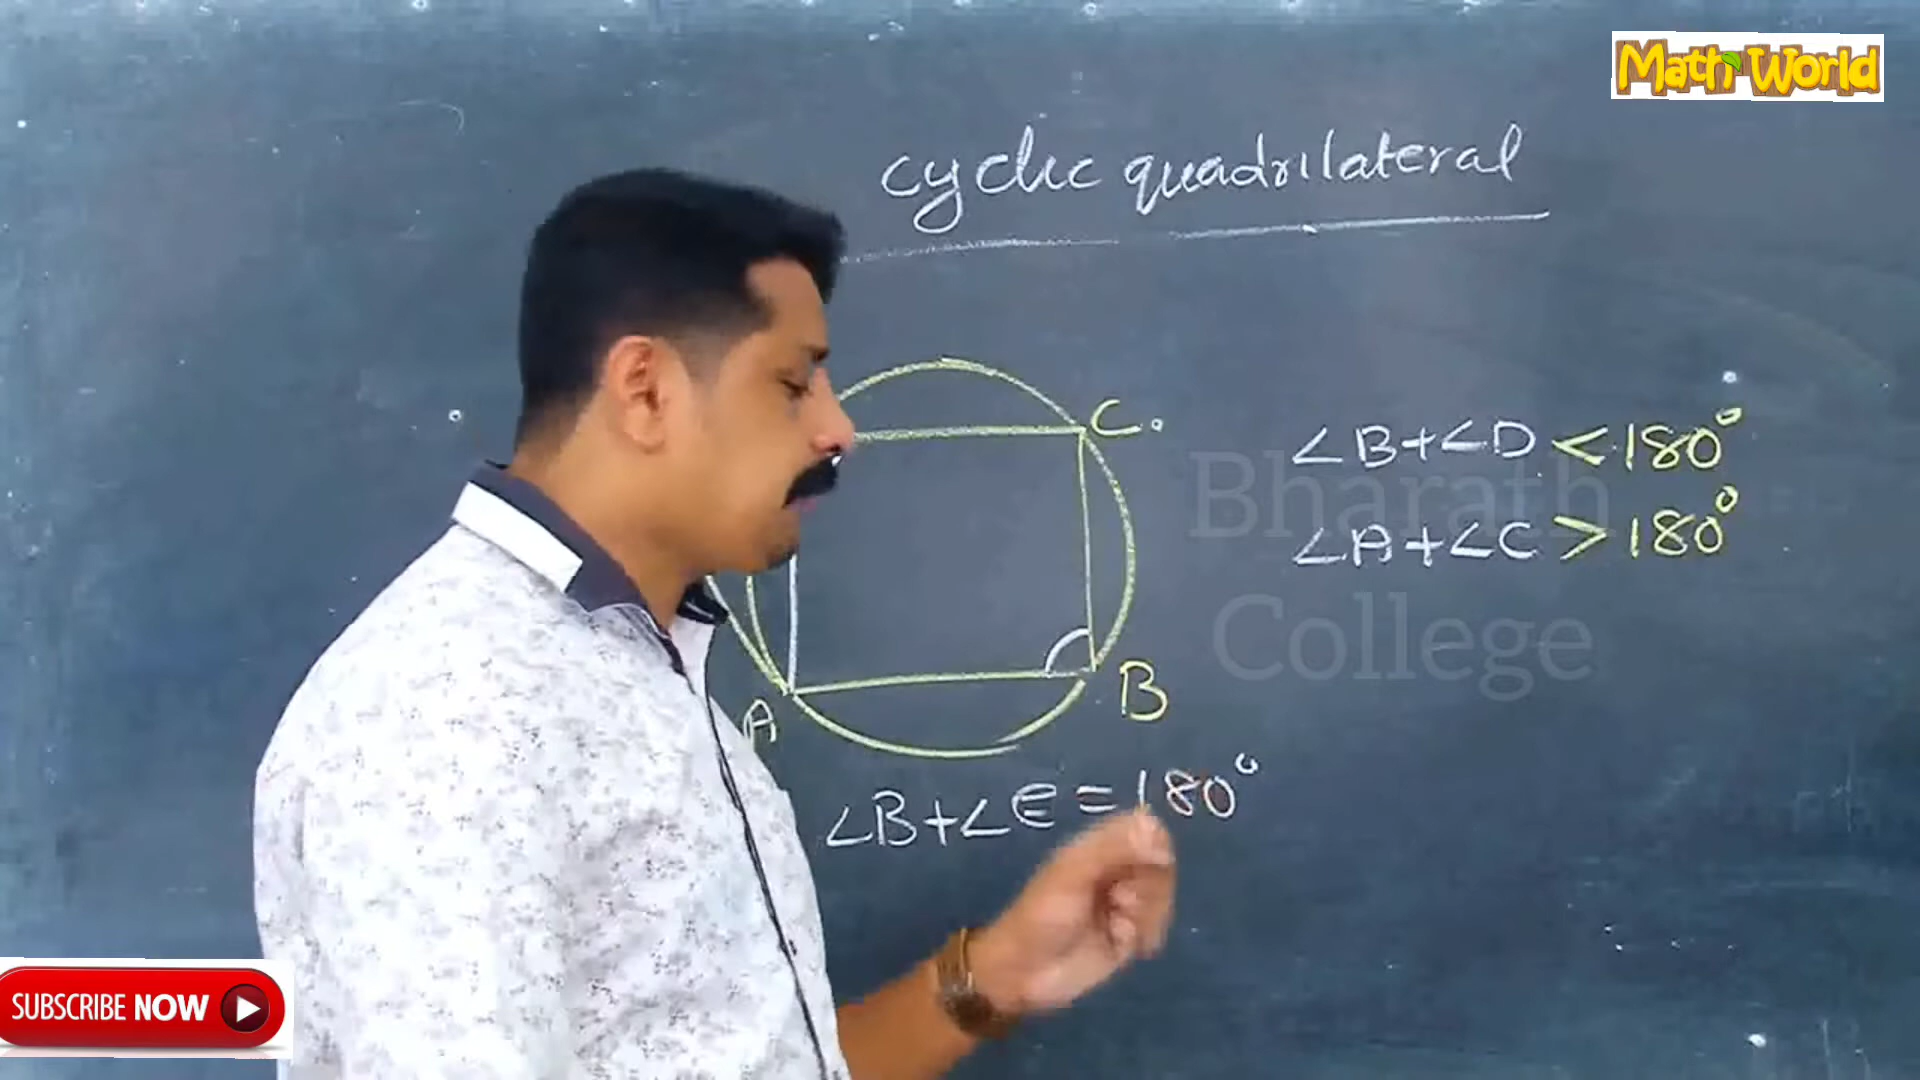 Math World
cyclic quadrilateral
C.
∠B+∠D < 180°
∠A+∠C > 180°
Bharath
College
B
A
∠B+∠E = 180°
SUBSCRIBE NOW